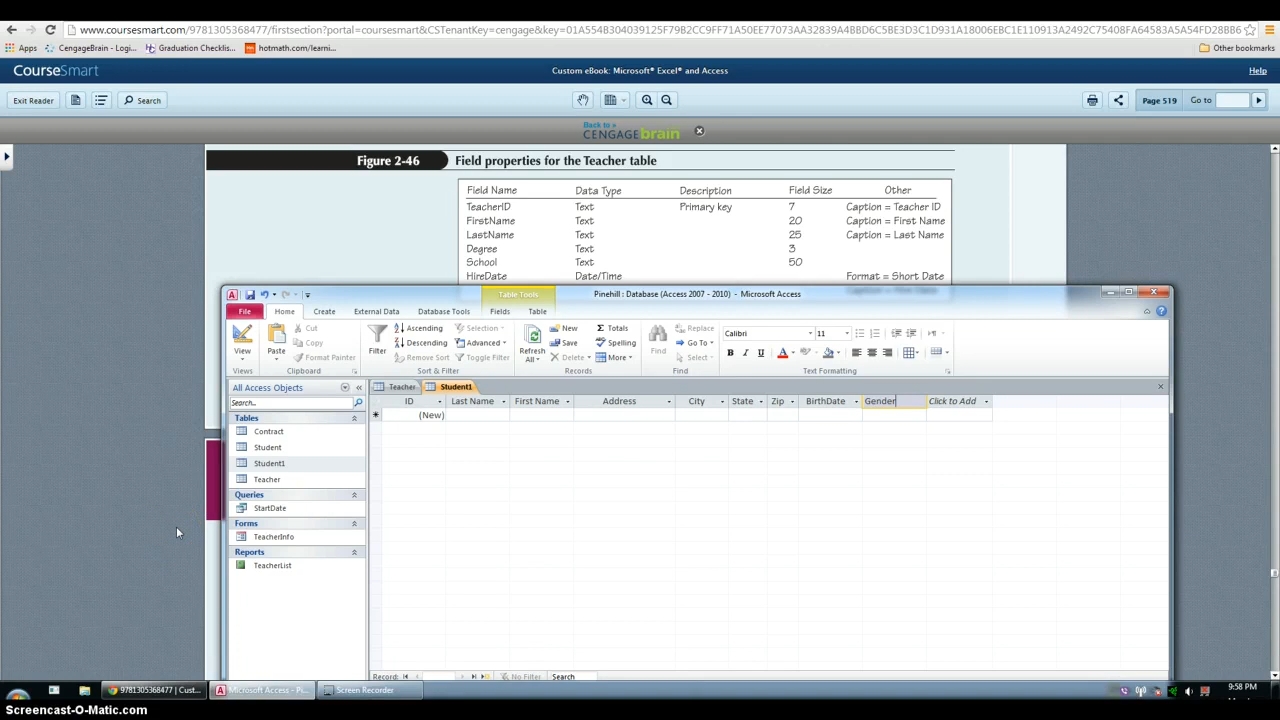 www.coursesmart.com/9781305368477/firstsection?portal=coursesmart&CSTenantKey=cengage&key=
Apps CengageBrain - Logi... Graduation Checklis... hotmath.com/learni... Other bookmarks
CourseSmart Custom eBook: Microsoft® Excel® and Access Help
Exit Reader Search Page 519 Go to
Back to »
CENGAGEbrain
Figure 2-46 Field properties for the Teacher table
Field Name Data Type Description Field Size Other
TeacherID Text Primary key 7 Caption = Teacher ID
FirstName Text 20 Caption = First Name
LastName Text 25 Caption = Last Name
Degree Text 3
School Text 50
HireDate Date/Time Format = Short Date
Table Tools Pinehill : Database (Access 2007 - 2010) - Microsoft Access
File Home Create External Data Database Tools Fields Table
View Paste Cut Copy Format Painter Filter Ascending Descending Remove Sort Selection Advanced Toggle Filter Refresh All New Save Delete Totals Spelling More Find Replace Go To Select Calibri 11 B I U A
Views Clipboard Sort & Filter Records Find Text Formatting
All Access Objects Teacher Student1
Search... ID Last Name First Name Address City State Zip BirthDate Gender Click to Add
(New)
Tables
Contract
Student
Student1
Teacher
Queries
StartDate
Forms
TeacherInfo
Reports
TeacherList
Record: No Filter Search
9781305368477 | Cust... Microsoft Access - Pi... Screen Recorder 9:58 PM
Screencast-O-Matic.com